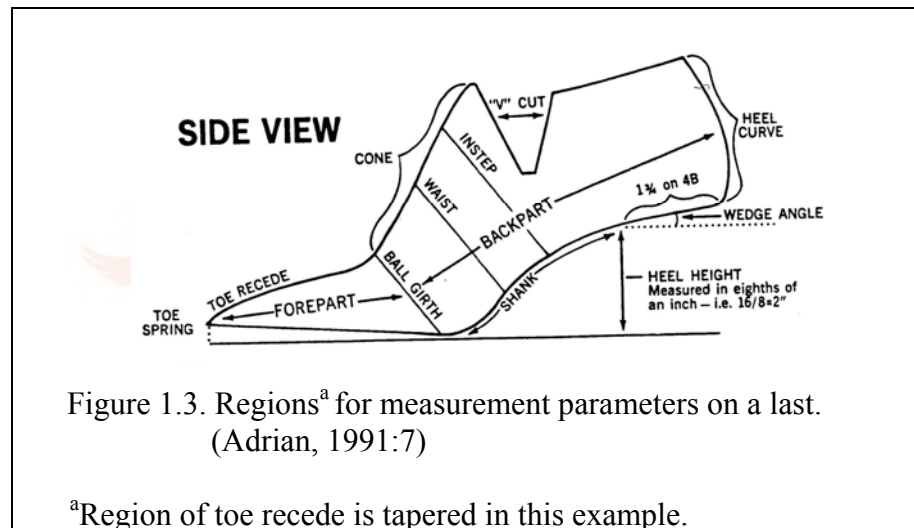 SIDE VIEW
"V" CUT
CONE
INSTEP
WAIST
HEEL
CURVE
1¾ on 4B
BACKPART
WEDGE ANGLE
BALL GIRTH
SHANK
TOE RECEDE
FOREPART
TOE
SPRING
HEEL HEIGHT
Measured in eighths of
an inch – i.e. 16/8=2"
Figure 1.3. Regionsᵃ for measurement parameters on a last.
(Adrian, 1991:7)
ᵃRegion of toe recede is tapered in this example.